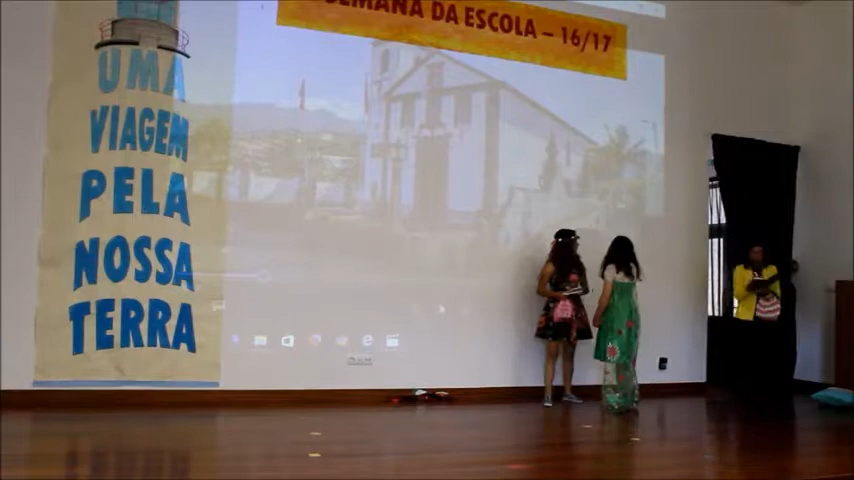 SEMANA DA ESCOLA – 16/17
UMA
VIAGEM
PELA
NOSSA
TERRA